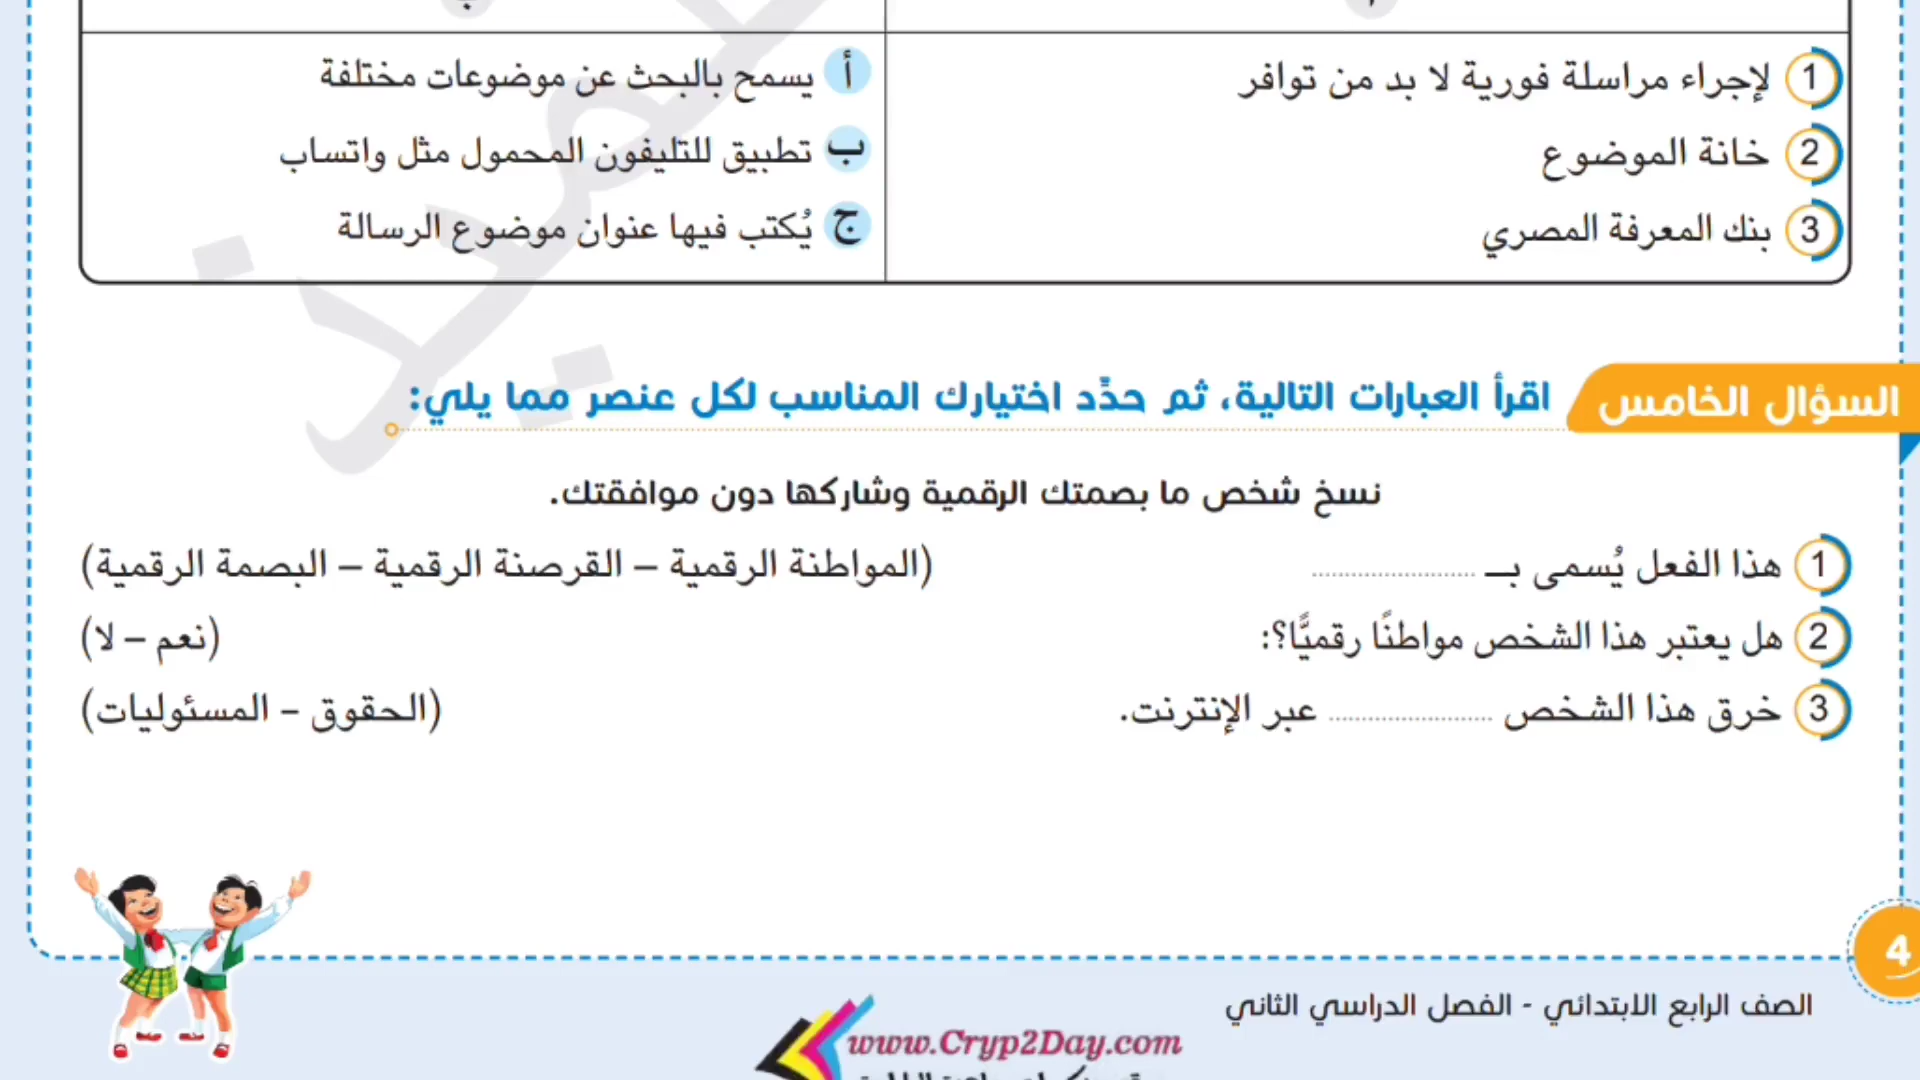 1 لإجراء مراسلة فورية لا بد من توافر
أ يسمح بالبحث عن موضوعات مختلفة
2 خانة الموضوع
ب تطبيق للتليفون المحمول مثل واتساب
3 بنك المعرفة المصري
ج يُكتب فيها عنوان موضوع الرسالة
السؤال الخامس اقرأ العبارات التالية، ثم حدِّد اختيارك المناسب لكل عنصر مما يلي:
نسخ شخص ما بصمتك الرقمية وشاركها دون موافقتك.
1 هذا الفعل يُسمى بـ ........................ (المواطنة الرقمية – القرصنة الرقمية – البصمة الرقمية)
2 هل يعتبر هذا الشخص مواطنًا رقميًّا؟: (نعم – لا)
3 خرق هذا الشخص ........................ عبر الإنترنت. (الحقوق – المسئوليات)
4
الصف الرابع الابتدائي - الفصل الدراسي الثاني
www.Cryp2Day.com